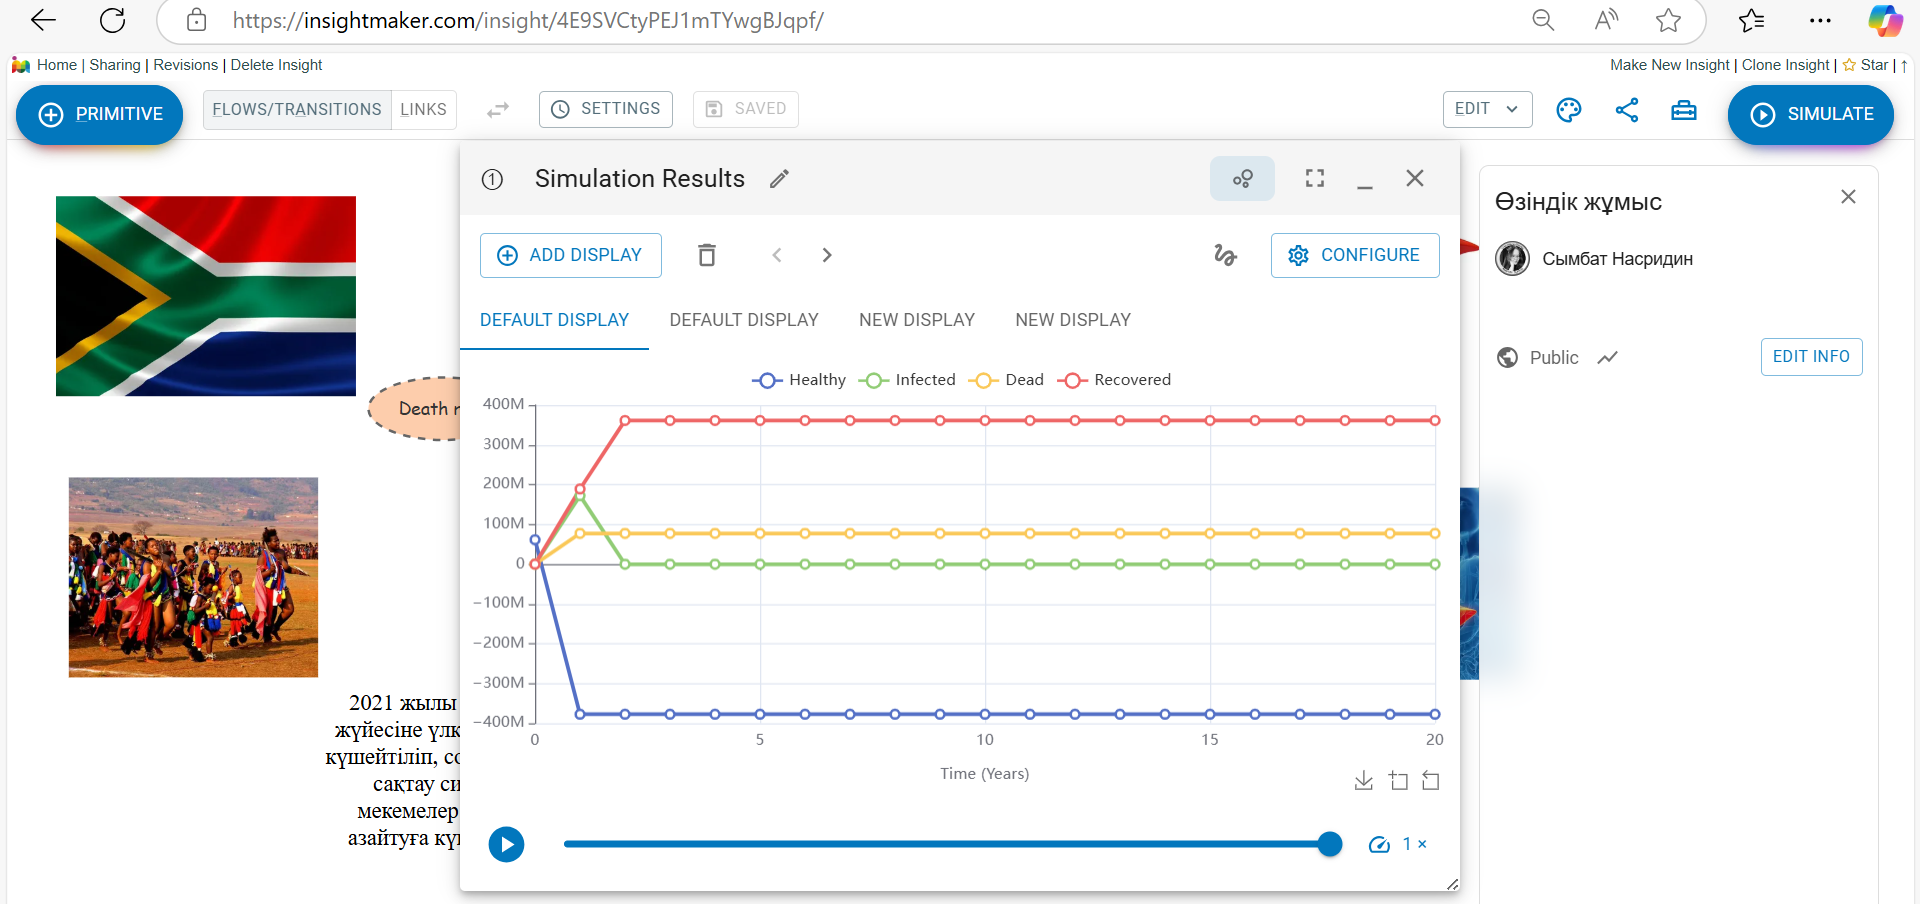 https://insightmaker.com/insight/4E9SVCtyPEJ1mTYwgBJqpf/
Home | Sharing | Revisions | Delete Insight
Make New Insight | Clone Insight | Star | ↑
PRIMITIVE
FLOWS/TRANSITIONS
LINKS
SETTINGS
SAVED
EDIT
SIMULATE
1 Simulation Results
ADD DISPLAY
CONFIGURE
DEFAULT DISPLAY
DEFAULT DISPLAY
NEW DISPLAY
NEW DISPLAY
Healthy
Infected
Dead
Recovered
400M
300M
200M
100M
0
−100M
−200M
−300M
−400M
0
5
10
15
20
Time (Years)
1 ×
Death r
2021 жылы
жүйесіне үлк
күшейтіліп, со
сақтау си
мекемелер
азайтуға кү
Өзіндік жұмыс
Сымбат Насридин
Public
EDIT INFO